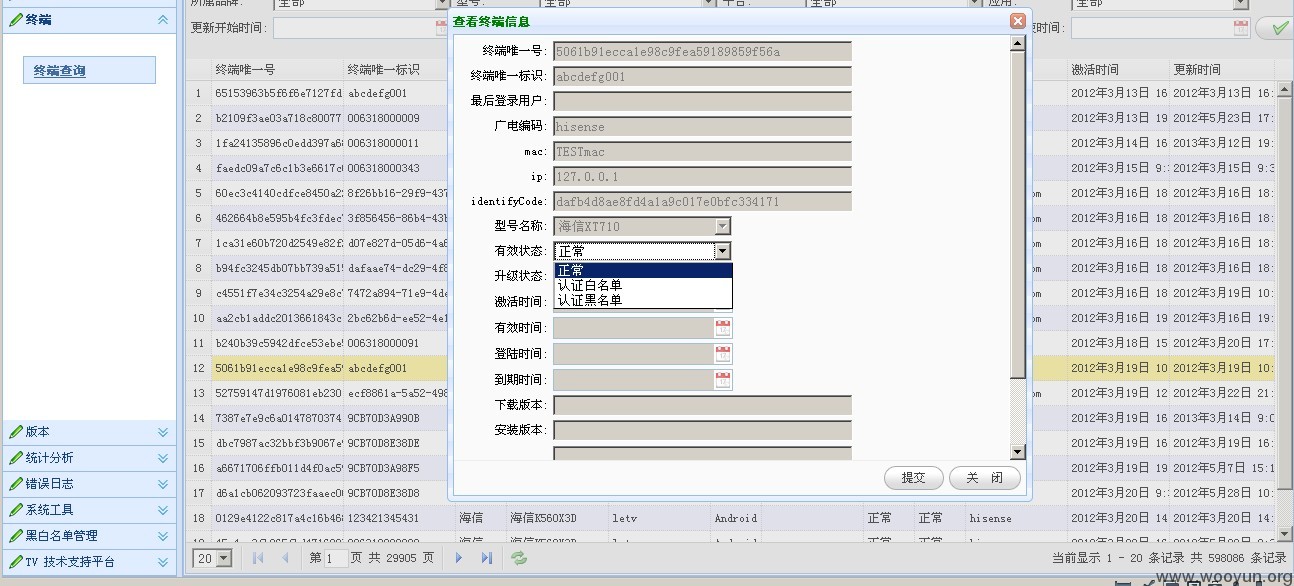 所属品牌: 全部 型号: 全部 平台: 全部 全部 应用: 全部
终端
更新开始时间: 时间:
终端查询
终端唯一号 终端唯一标识 激活时间 更新时间
1 65153963b5f6f6e7127fd abcdefg001 2012年3月13日 16 2012年3月13日 16:
2 b2109f3ae03a718c80077 006318000009 2012年3月13日 19 2012年5月23日 17:
3 1fa24135896c0edd397a6 006318000011 2012年3月14日 16 2013年3月12日 19:
4 faedc09a7c6c1b3e6617c 006318000343 2012年3月15日 9: 2012年3月15日 9:3
5 60ec3c4140cdfce8450a2 8f26bb16-29f9-437 om 2012年3月16日 18 2012年3月16日 18:
6 462664b8e595b4fc3fdec 3f856456-86b4-43b om 2012年3月16日 18 2012年3月16日 18:
7 1ca31e60b720d2549e82f d07e827d-05d6-4a6 om 2012年3月16日 18 2012年3月16日 18:
8 b94fc3245db07bb739a51 dafaae74-dc29-4f8 om 2012年3月16日 18 2012年3月16日 18:
9 c4551f7e34c3254a29e8c 7472a894-71e9-4de om 2012年3月16日 18 2012年3月19日 10:
10 aa2cb1addc2013661843c 2bc62b6d-ee52-4e1 om 2012年3月16日 19 2012年3月16日 19:
11 b240b39c5942dfce53ebe 006318000091 2012年3月18日 15 2012年3月20日 17:
12 5061b91ecca1e98c9fea5 abcdefg001 2012年3月19日 10 2012年3月19日 10:
13 52759147d1976081eb230 ecf8861a-5a52-498 om 2012年3月19日 12 2012年3月22日 21:
14 7387e7e9c6a0147870374 9CB70D3A990B 2012年3月19日 16 2013年3月14日 9:0
15 dbc7987ac32bbf3b9067e 9CB70D8E38DE 2012年3月19日 16 2012年3月19日 16:
16 a6671706ffb011d4f0ac5 9CB70D3A98F5 2012年3月19日 19 2012年5月7日 15:1
17 d6a1cb062093723faaec0 9CB70D8E38D8 2012年3月20日 9: 2012年5月28日 10:
18 0129e4122c817a4c16b46 123421345431 海信 海信K560X3D letv Android 正常 正常 hisense 2012年3月20日 14 2012年3月20日 14:
查看终端信息
终端唯一号: 5061b91ecca1e98c9fea59189859f56a
终端唯一标识: abcdefg001
最后登录用户:
广电编码: hisense
mac: TESTmac
ip: 127.0.0.1
identifyCode: dafb4d8ae8fd4a1a9c017e0bfc334171
型号名称: 海信XT710
有效状态: 正常
正常
认证白名单
认证黑名单
升级状态:
激活时间:
有效时间:
登陆时间:
到期时间:
下载版本:
安装版本:
提交 关 闭
版本
统计分析
错误日志
系统工具
黑白名单管理
TV 技术支持平台
20 第 1 页 共 29905 页 当前显示 1 - 20 条记录 共 598086 条记录
www.wooyun.org